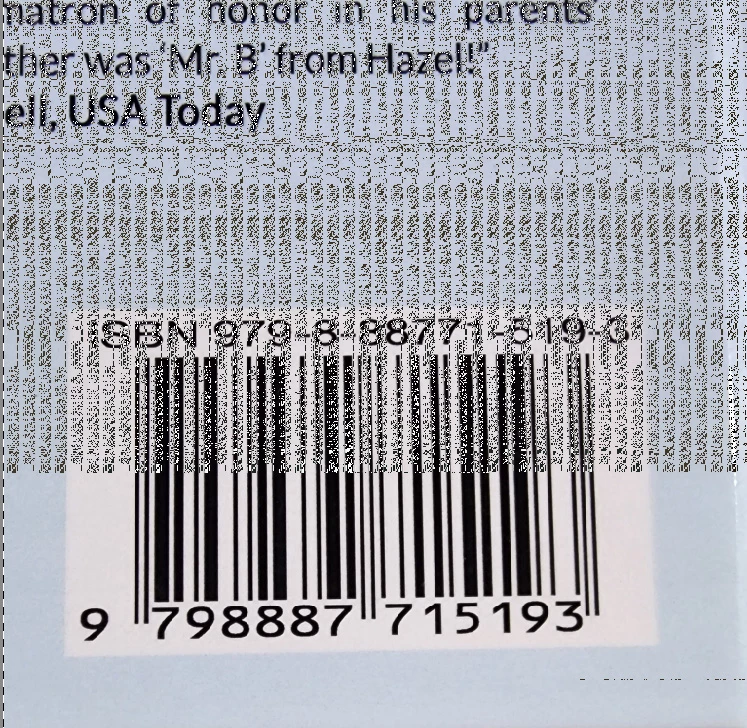 matron of honor in his parents'
ther was 'Mr. B' from Hazel!"
ell, USA Today
ISBN 979-8-88771-519-3
9 798887 715193